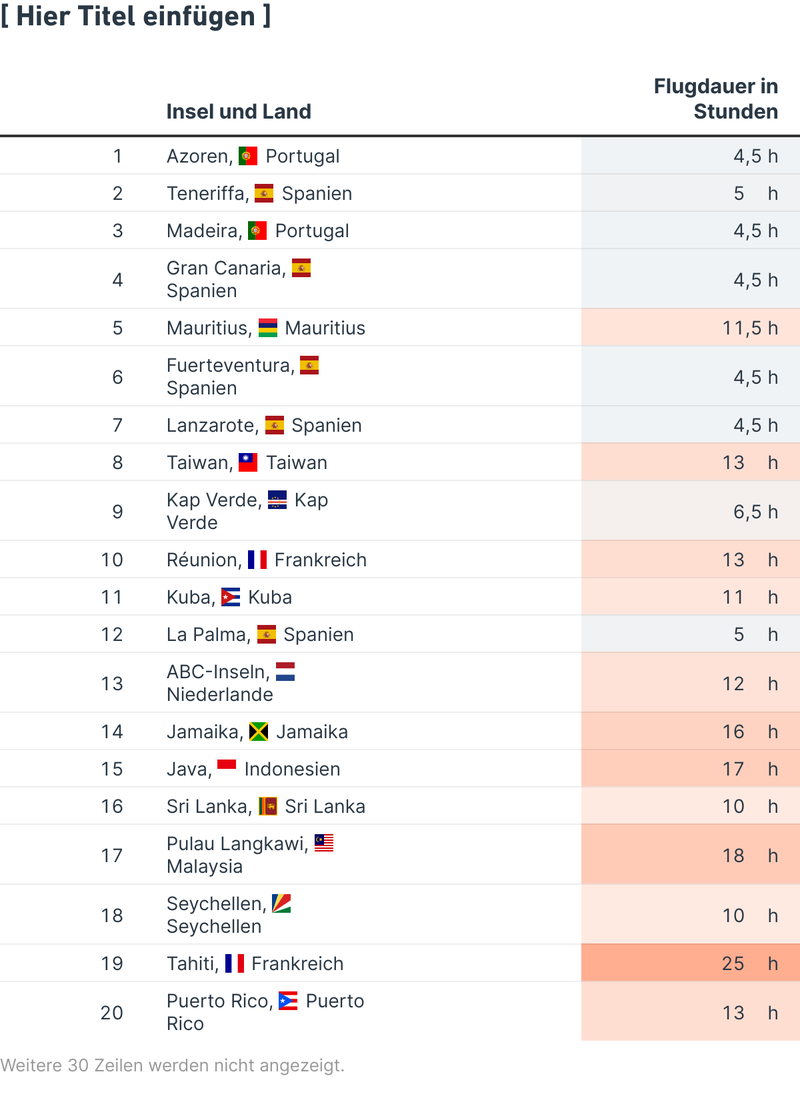 [ Hier Titel einfügen ]
Insel und Land
Flugdauer in
Stunden
1 Azoren, Portugal 4,5 h
2 Teneriffa, Spanien 5 h
3 Madeira, Portugal 4,5 h
4 Gran Canaria,
Spanien 4,5 h
5 Mauritius, Mauritius 11,5 h
6 Fuerteventura,
Spanien 4,5 h
7 Lanzarote, Spanien 4,5 h
8 Taiwan, Taiwan 13 h
9 Kap Verde, Kap
Verde 6,5 h
10 Réunion, Frankreich 13 h
11 Kuba, Kuba 11 h
12 La Palma, Spanien 5 h
13 ABC-Inseln,
Niederlande 12 h
14 Jamaika, Jamaika 16 h
15 Java, Indonesien 17 h
16 Sri Lanka, Sri Lanka 10 h
17 Pulau Langkawi,
Malaysia 18 h
18 Seychellen,
Seychellen 10 h
19 Tahiti, Frankreich 25 h
20 Puerto Rico, Puerto
Rico 13 h
Weitere 30 Zeilen werden nicht angezeigt.